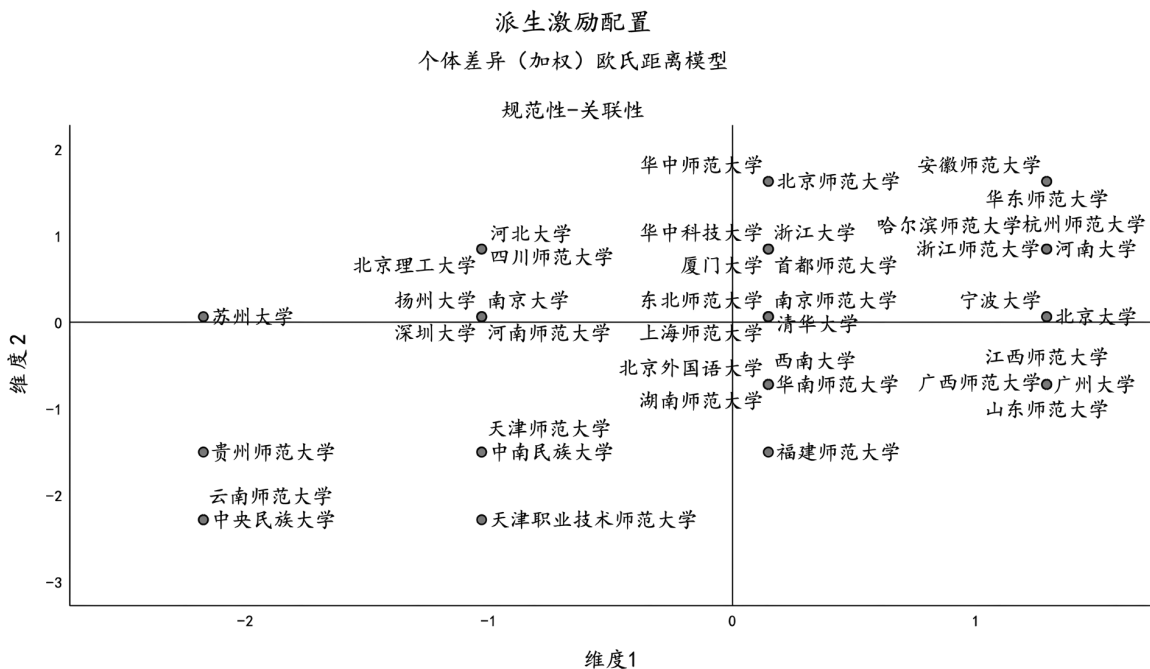 派生激励配置
个体差异（加权）欧氏距离模型
规范性-关联性
2
华中师范大学
安徽师范大学
北京师范大学
华东师范大学
1
河北大学
华中科技大学 浙江大学
哈尔滨师范大学杭州师范大学
四川师范大学
浙江师范大学 河南大学
北京理工大学
厦门大学 首都师范大学
扬州大学 南京大学
东北师范大学 南京师范大学
宁波大学
0
苏州大学
清华大学
北京大学
深圳大学 河南师范大学
上海师范大学
维度2
北京外国语大学 西南大学
江西师范大学
华南师范大学
广西师范大学 广州大学
-1
湖南师范大学
山东师范大学
天津师范大学
贵州师范大学
中南民族大学
福建师范大学
-2
云南师范大学
中央民族大学
天津职业技术师范大学
-3
-2
-1
0
1
维度1